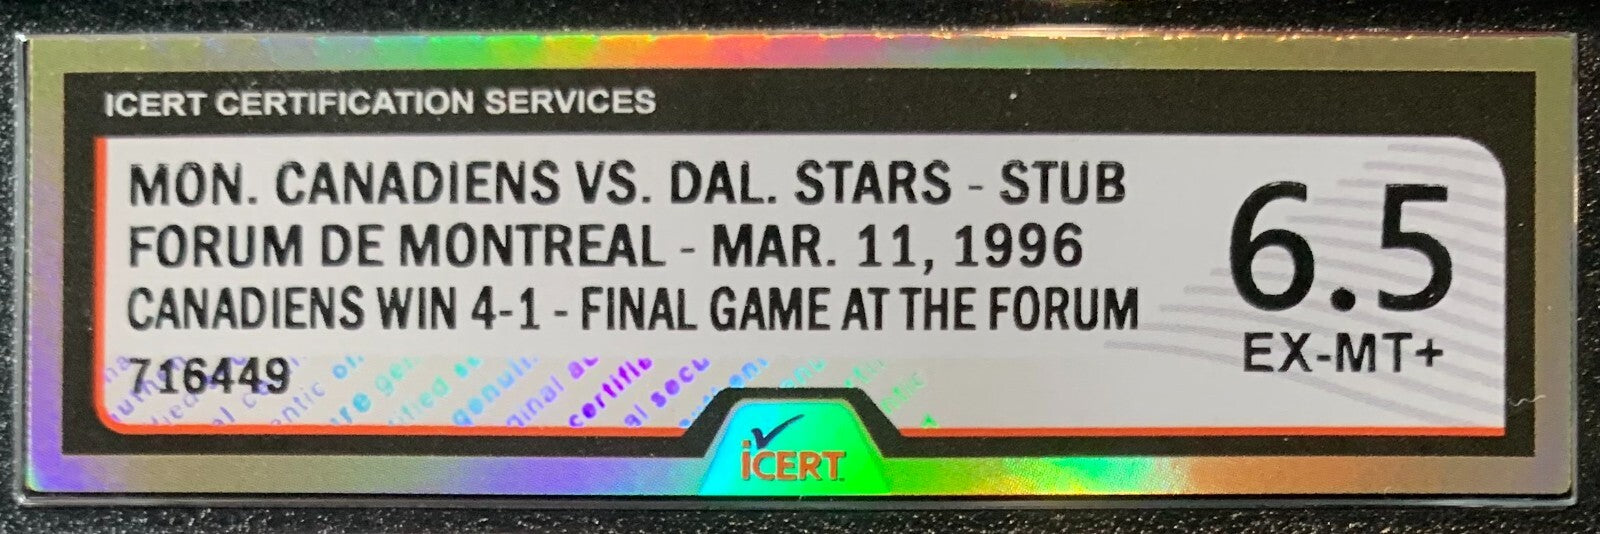 ICERT CERTIFICATION SERVICES
MON. CANADIENS VS. DAL. STARS - STUB
FORUM DE MONTREAL - MAR. 11, 1996
CANADIENS WIN 4-1 - FINAL GAME AT THE FORUM
716449
6.5
EX-MT+
iCERT